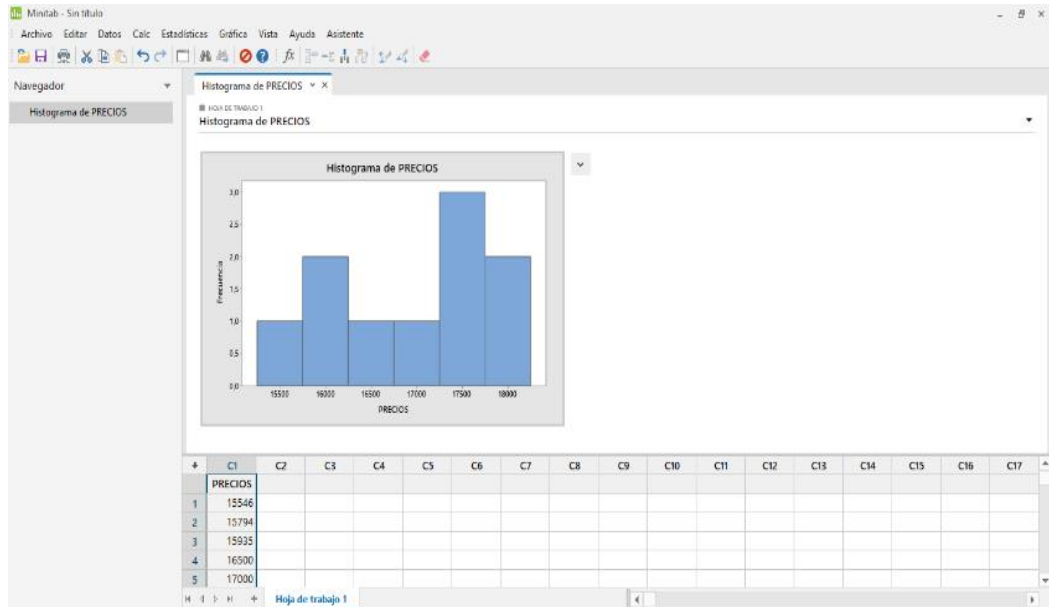 Minitab - Sin título
Archivo Editar Datos Calc Estadísticas Gráfica Vista Ayuda Asistente
Navegador
Histograma de PRECIOS
Histograma de PRECIOS
HOJA DE TRABAJO 1
Histograma de PRECIOS
Histograma de PRECIOS
Frecuencia
3,0
2,5
2,0
1,5
1,0
0,5
0,0
15500 16000 16500 17000 17500 18000
PRECIOS
C1 C2 C3 C4 C5 C6 C7 C8 C9 C10 C11 C12 C13 C14 C15 C16 C17
PRECIOS
1 15546
2 15794
3 15935
4 16500
5 17000
Hoja de trabajo 1